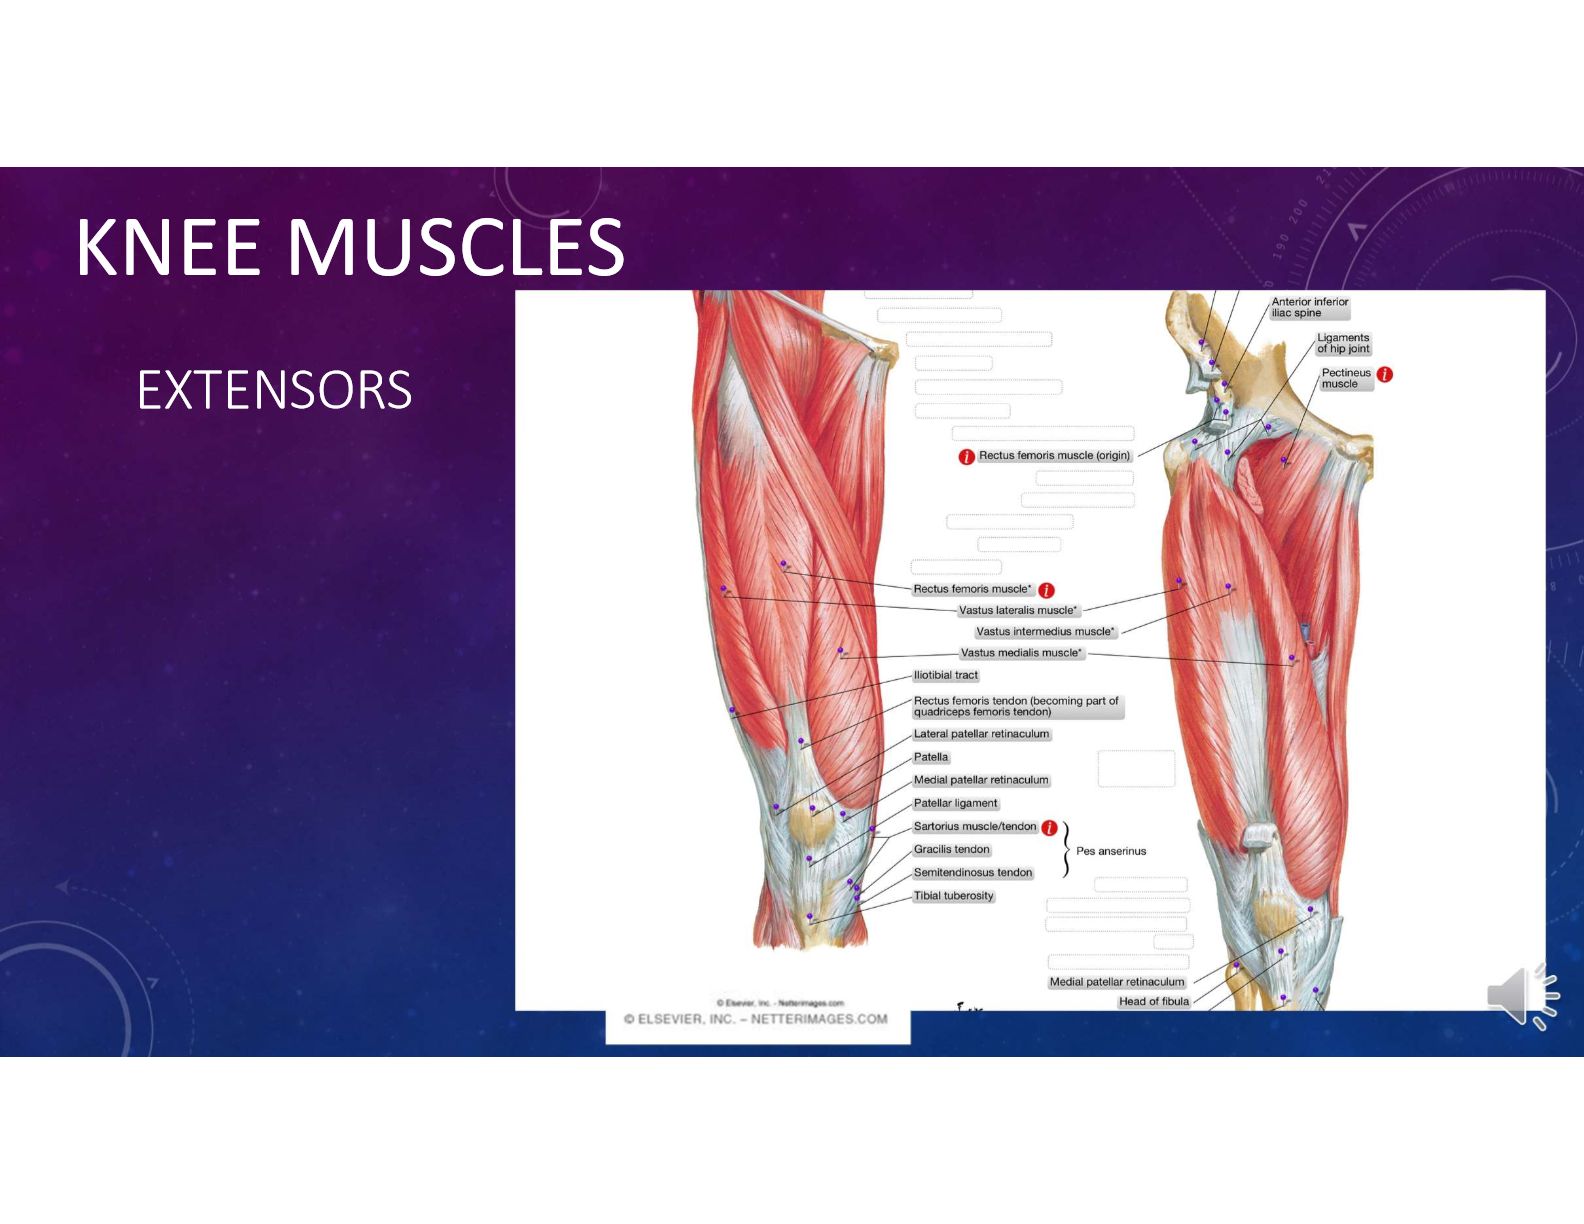 KNEE MUSCLES
EXTENSORS
Anterior inferior
iliac spine
Ligaments
of hip joint
Pectineus
muscle
i
i
Rectus femoris muscle (origin)
Rectus femoris muscle*
i
Vastus lateralis muscle*
Vastus intermedius muscle*
Vastus medialis muscle*
Iliotibial tract
Rectus femoris tendon (becoming part of
quadriceps femoris tendon)
Lateral patellar retinaculum
Patella
Medial patellar retinaculum
Patellar ligament
Sartorius muscle/tendon
i
Gracilis tendon
Pes anserinus
Semitendinosus tendon
Tibial tuberosity
Medial patellar retinaculum
Head of fibula
© Elsevier, Inc. - Netterimages.com
© ELSEVIER, INC. – NETTERIMAGES.COM
190
200